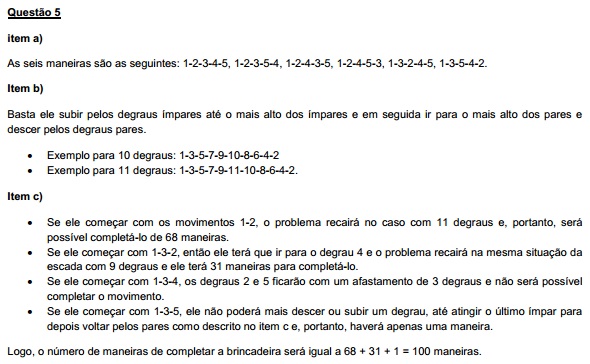 Questão 5
item a)
As seis maneiras são as seguintes: 1-2-3-4-5, 1-2-3-5-4, 1-2-4-3-5, 1-2-4-5-3, 1-3-2-4-5, 1-3-5-4-2.
Item b)
Basta ele subir pelos degraus ímpares até o mais alto dos ímpares e em seguida ir para o mais alto dos pares e
descer pelos degraus pares.
• Exemplo para 10 degraus: 1-3-5-7-9-10-8-6-4-2
• Exemplo para 11 degraus: 1-3-5-7-9-11-10-8-6-4-2.
Item c)
• Se ele começar com os movimentos 1-2, o problema recairá no caso com 11 degraus e, portanto, será
possível completá-lo de 68 maneiras.
• Se ele começar com 1-3-2, então ele terá que ir para o degrau 4 e o problema recairá na mesma situação da
escada com 9 degraus e ele terá 31 maneiras para completá-lo.
• Se ele começar com 1-3-4, os degraus 2 e 5 ficarão com um afastamento de 3 degraus e não será possível
completar o movimento.
• Se ele começar com 1-3-5, ele não poderá mais descer ou subir um degrau, até atingir o último ímpar para
depois voltar pelos pares como descrito no item c e, portanto, haverá apenas uma maneira.
Logo, o número de maneiras de completar a brincadeira será igual a 68 + 31 + 1 = 100 maneira.